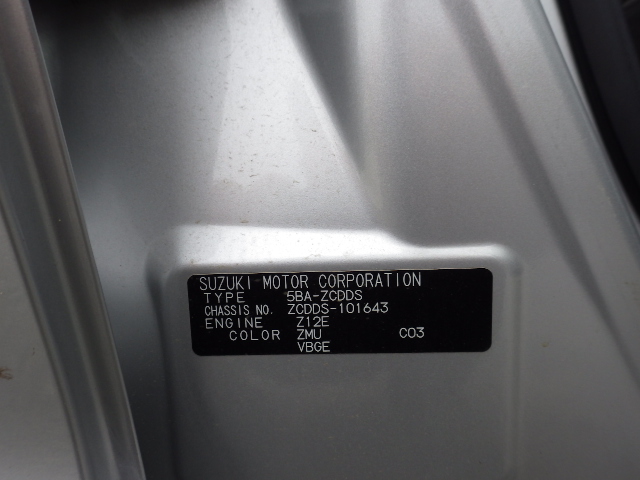 SUZUKI MOTOR CORPORATION
TYPE 5BA-ZCDDS
CHASSIS NO. ZCDDS-101643
ENGINE Z12E
COLOR ZMU C03
VBGE